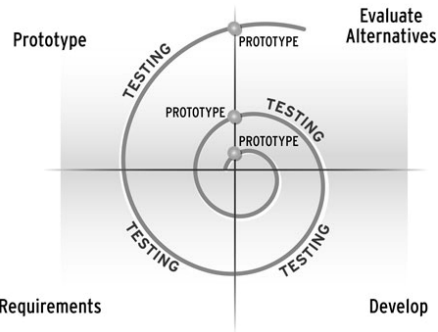 Evaluate
Alternatives
Prototype
PROTOTYPE
TESTING
PROTOTYPE
TESTING
PROTOTYPE
TESTING
TESTING
Requirements
Develop